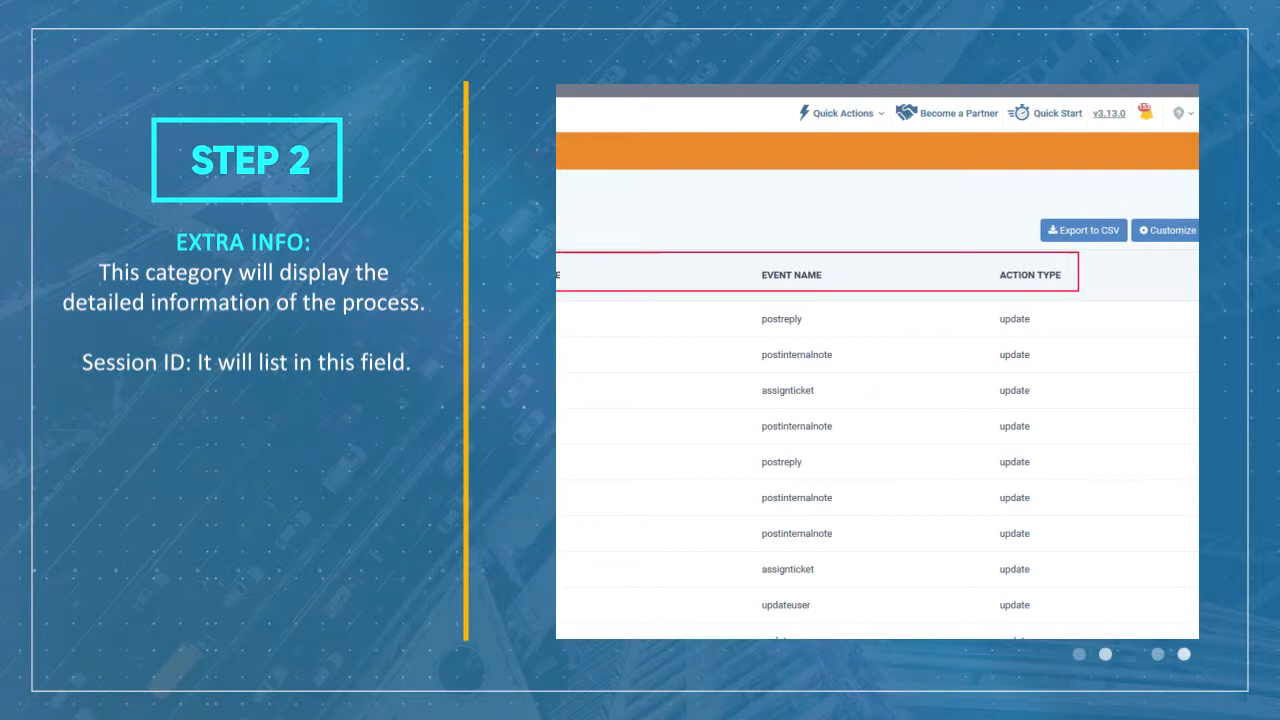 STEP 2
EXTRA INFO:
This category will display the
detailed information of the process.
Session ID: It will list in this field.
Quick Actions Become a Partner Quick Start v3.13.0 153
Export to CSV Customize
E EVENT NAME ACTION TYPE
postreply update
postinternalnote update
assignticket update
postinternalnote update
postreply update
postinternalnote update
postinternalnote update
assignticket update
updateuser update